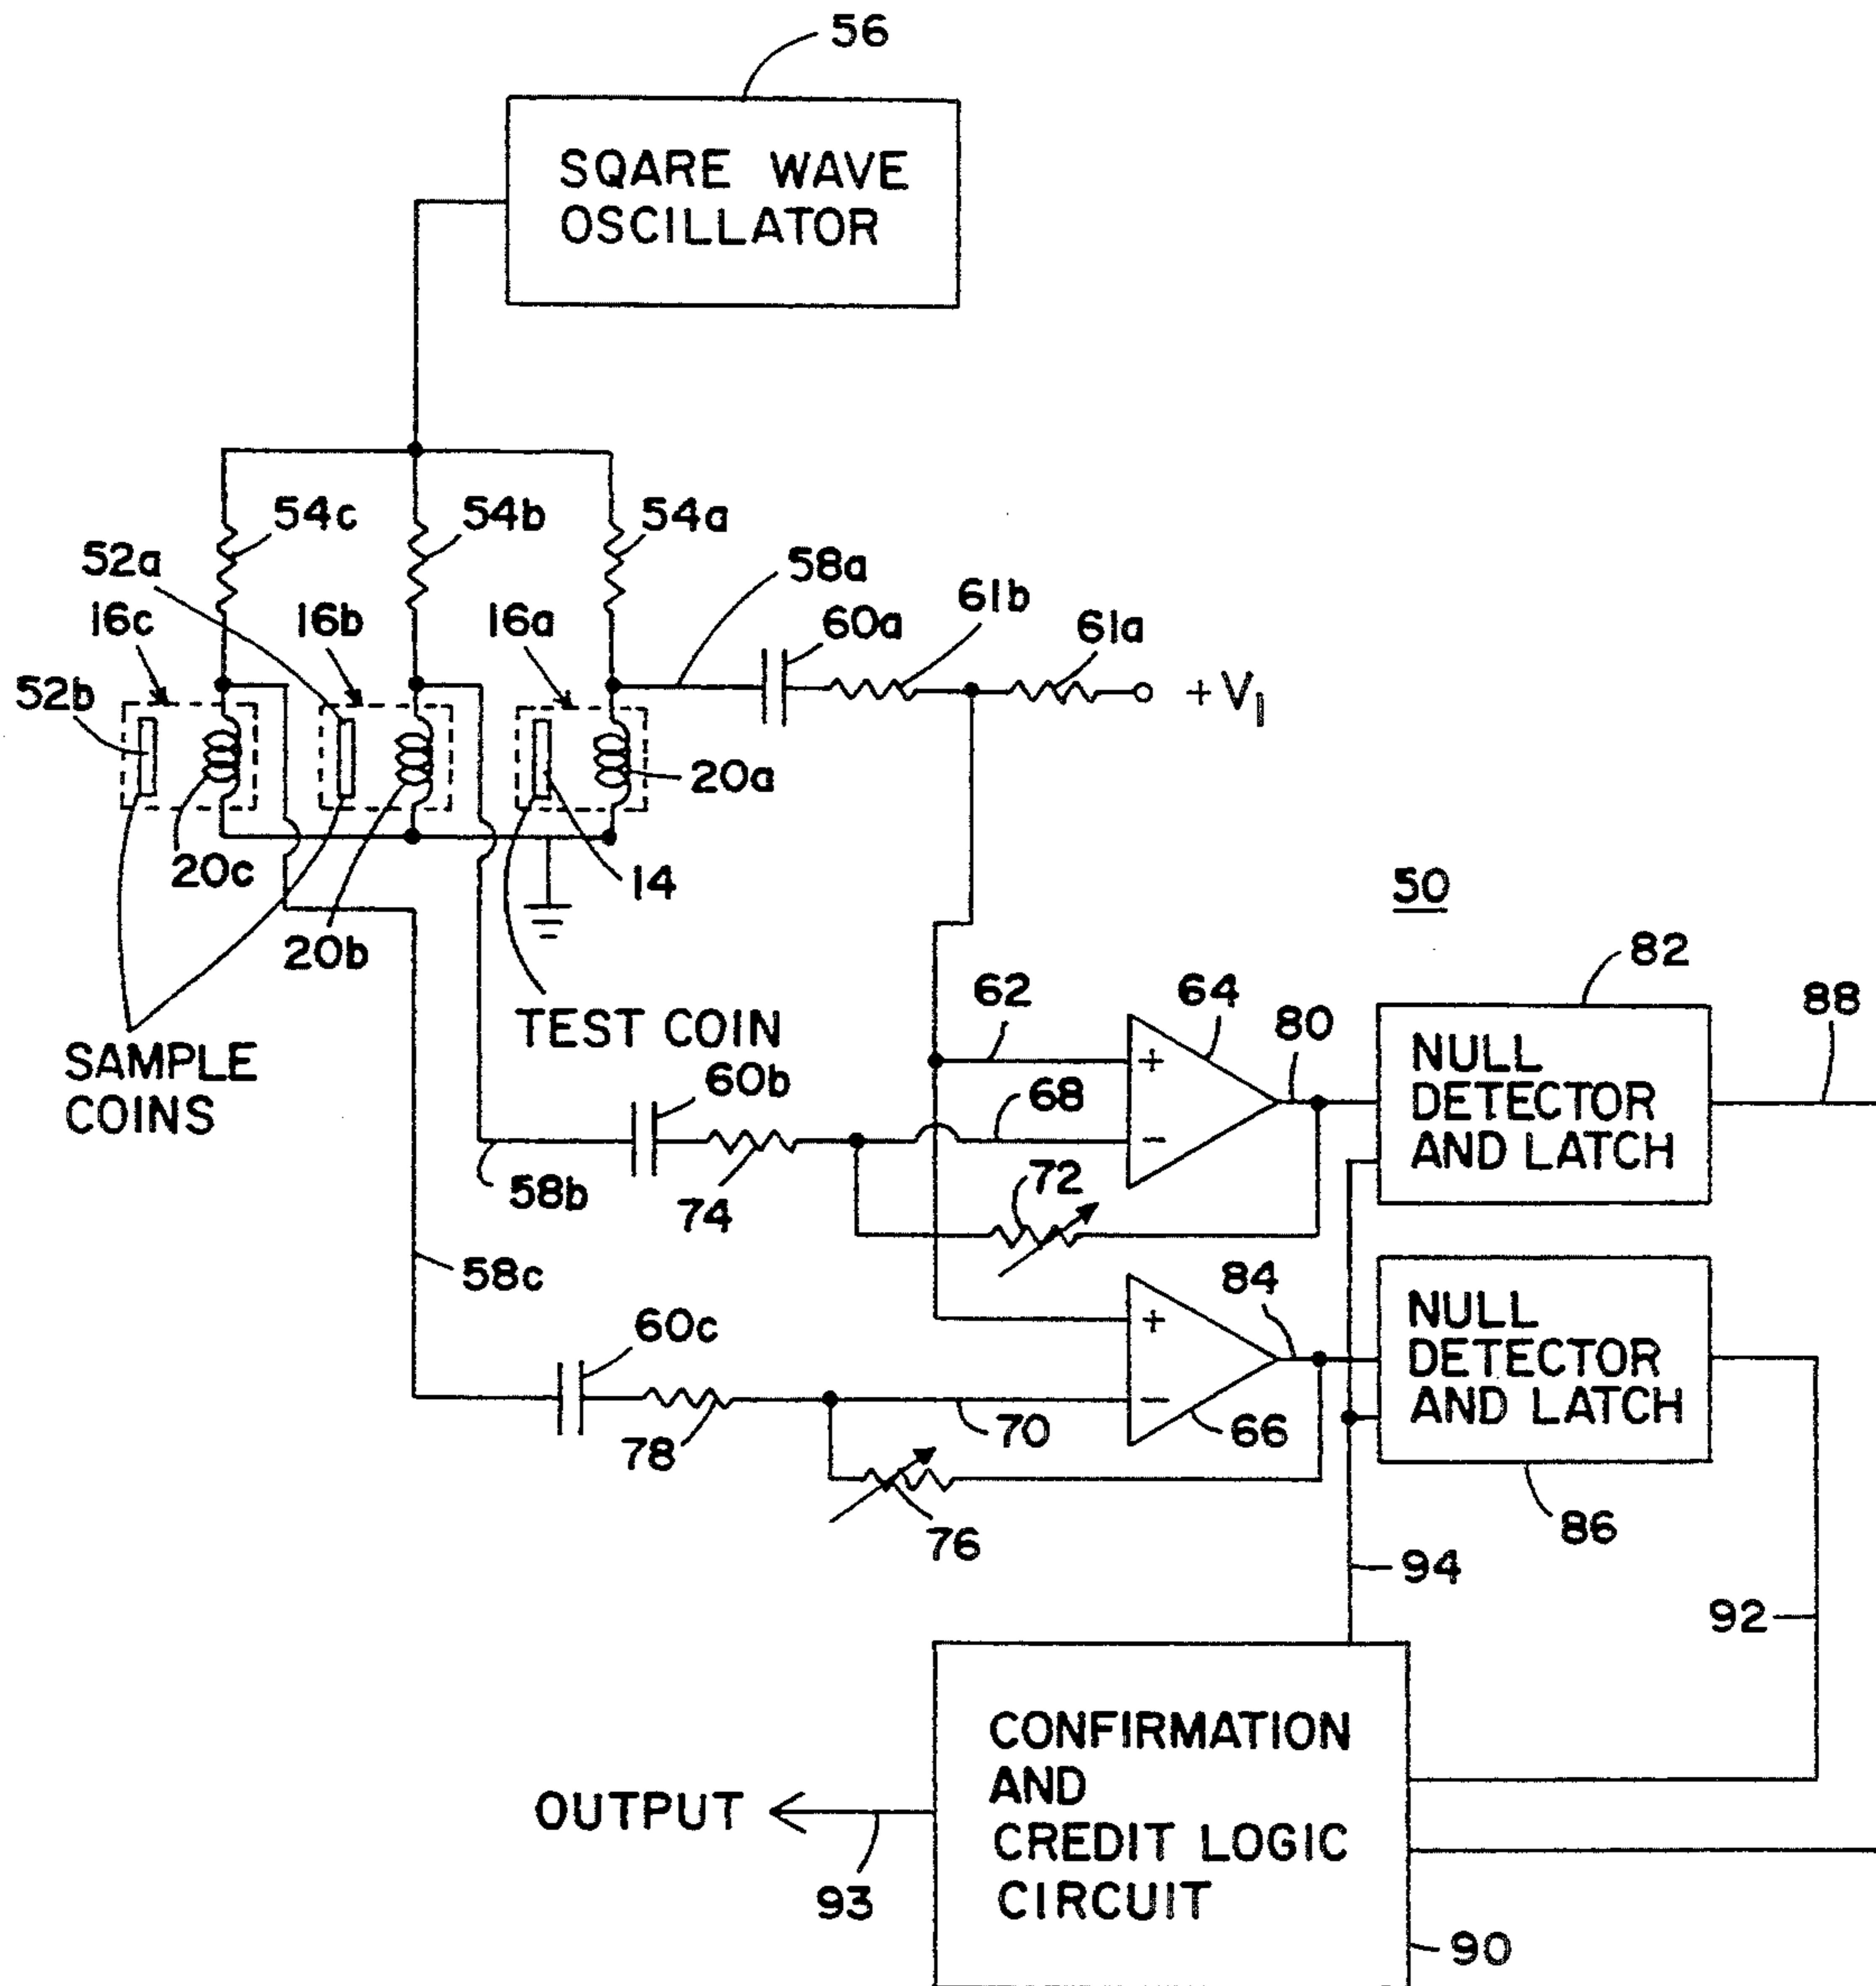 56
SQARE WAVE
OSCILLATOR
54c
54b
54a
52a
58a
61b
16c
16b
16a
60a
61a
52b
+V1
20a
20c
14
20b
50
82
62
64
88
TEST COIN
80
SAMPLE
COINS
60b
68
+
-
NULL
DETECTOR
AND LATCH
58b
74
72
58c
84
60c
+
-
NULL
DETECTOR
AND LATCH
78
70
66
76
86
94
92
CONFIRMATION
AND
CREDIT LOGIC
CIRCUIT
OUTPUT
93
90